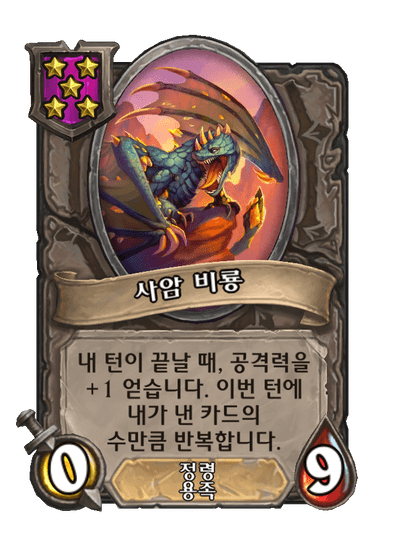 사암 비룡
내 턴이 끝날 때, 공격력을
+1 얻습니다. 이번 턴에
내가 낸 카드의
수만큼 반복합니다.
0
정령
용족
9